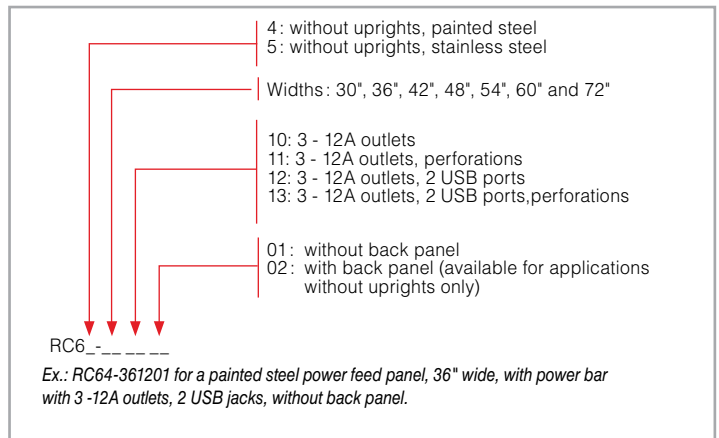 4: without uprights, painted steel
5: without uprights, stainless steel
Widths: 30", 36", 42", 48", 54", 60" and 72"
10: 3 - 12A outlets
11: 3 - 12A outlets, perforations
12: 3 - 12A outlets, 2 USB ports
13: 3 - 12A outlets, 2 USB ports,perforations
01: without back panel
02: with back panel (available for applications
without uprights only)
RC6_-__ __ __
Ex.: RC64-361201 for a painted steel power feed panel, 36" wide, with power bar
with 3 -12A outlets, 2 USB jacks, without back panel.